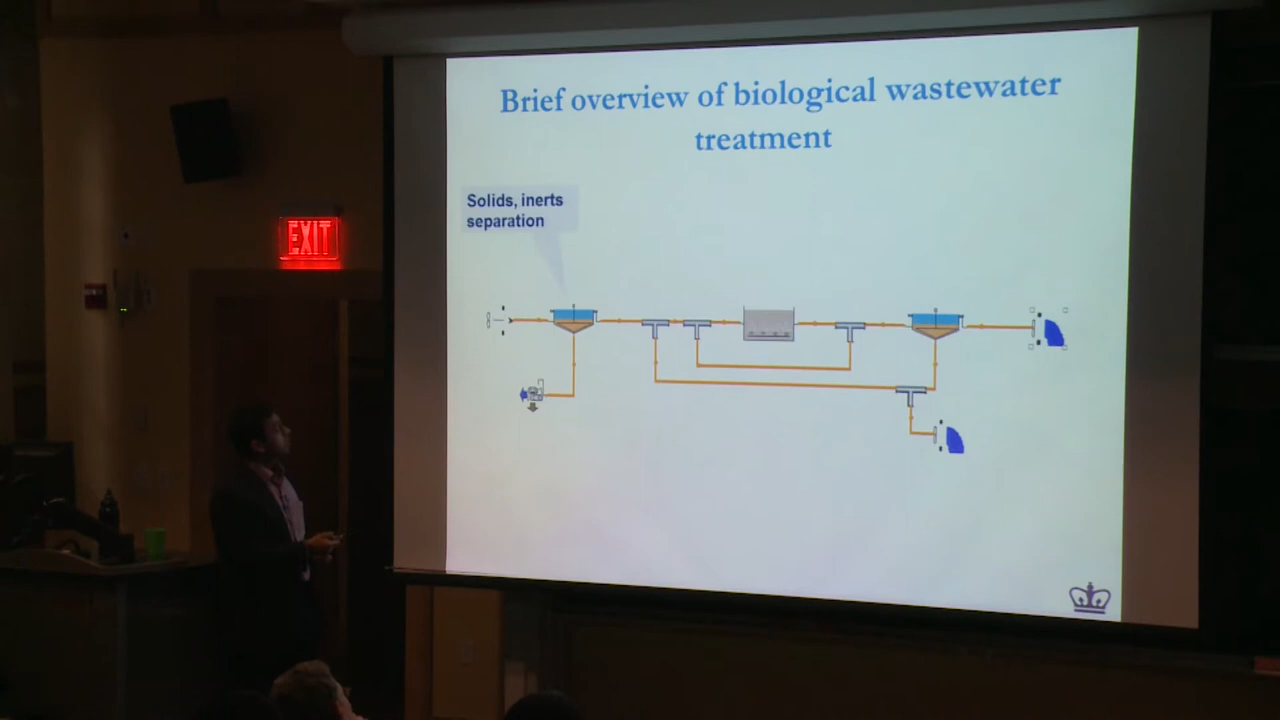 Brief overview of biological wastewater
treatment
Solids, inerts
separation
EXIT